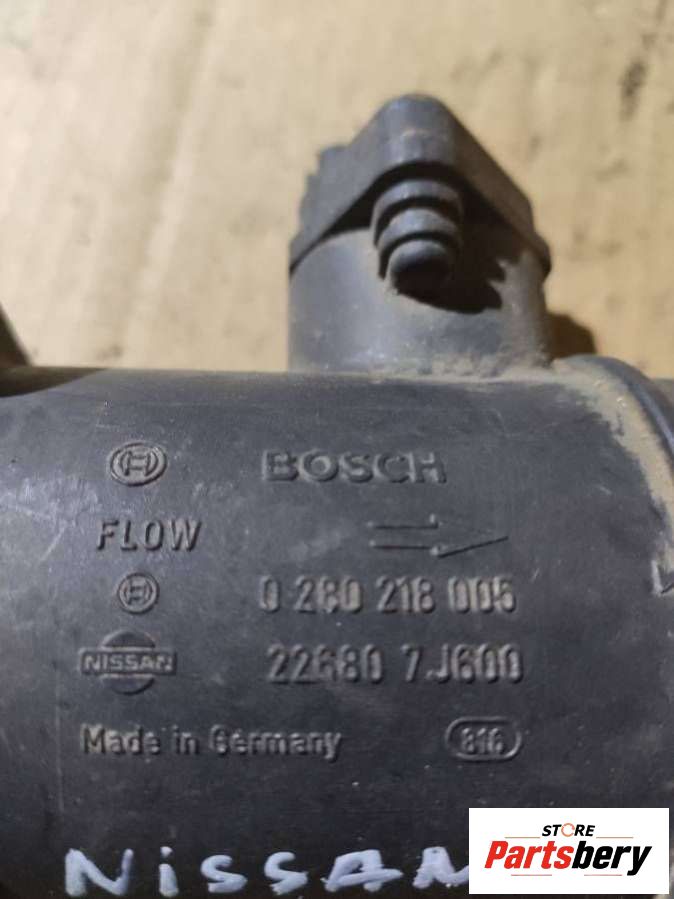 BOSCH
FLOW
0 280 218 005
NISSAN 22680 7J600
Made in Germany 816
NISSAN
STORE
Partsbery